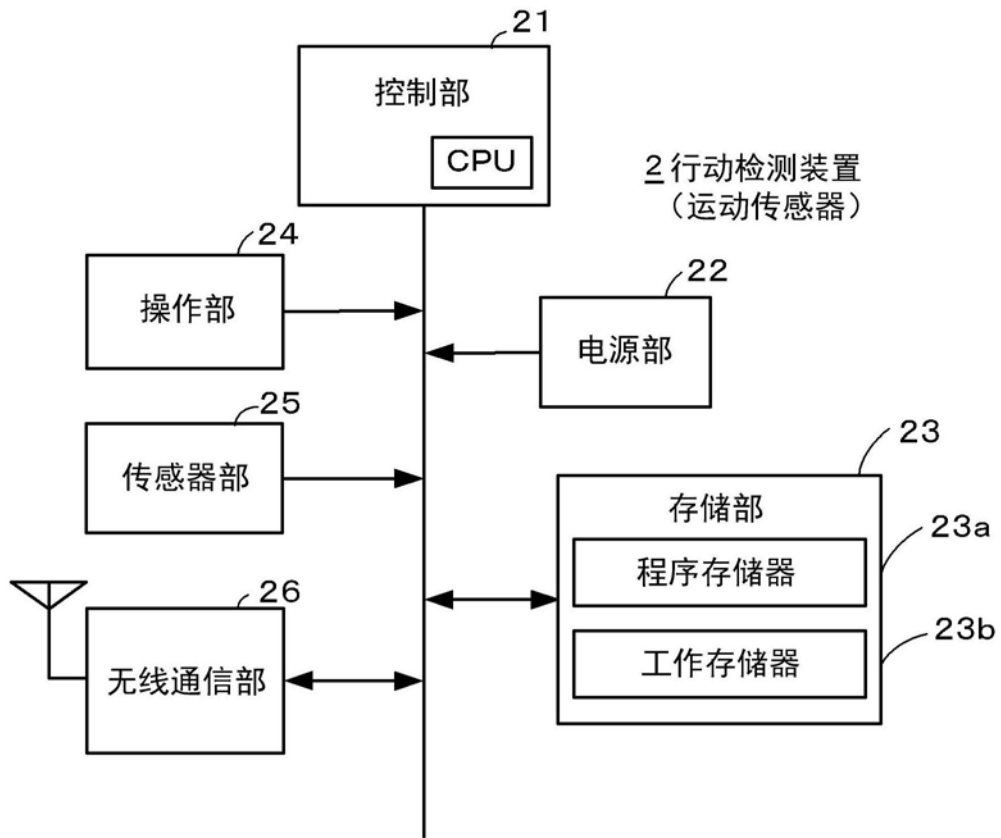 21
控制部
CPU
2 行动检测装置
（运动传感器）
24
操作部
22
电源部
25
传感器部
23
存储部
23a
程序存储器
26
23b
无线通信部
工作存储器